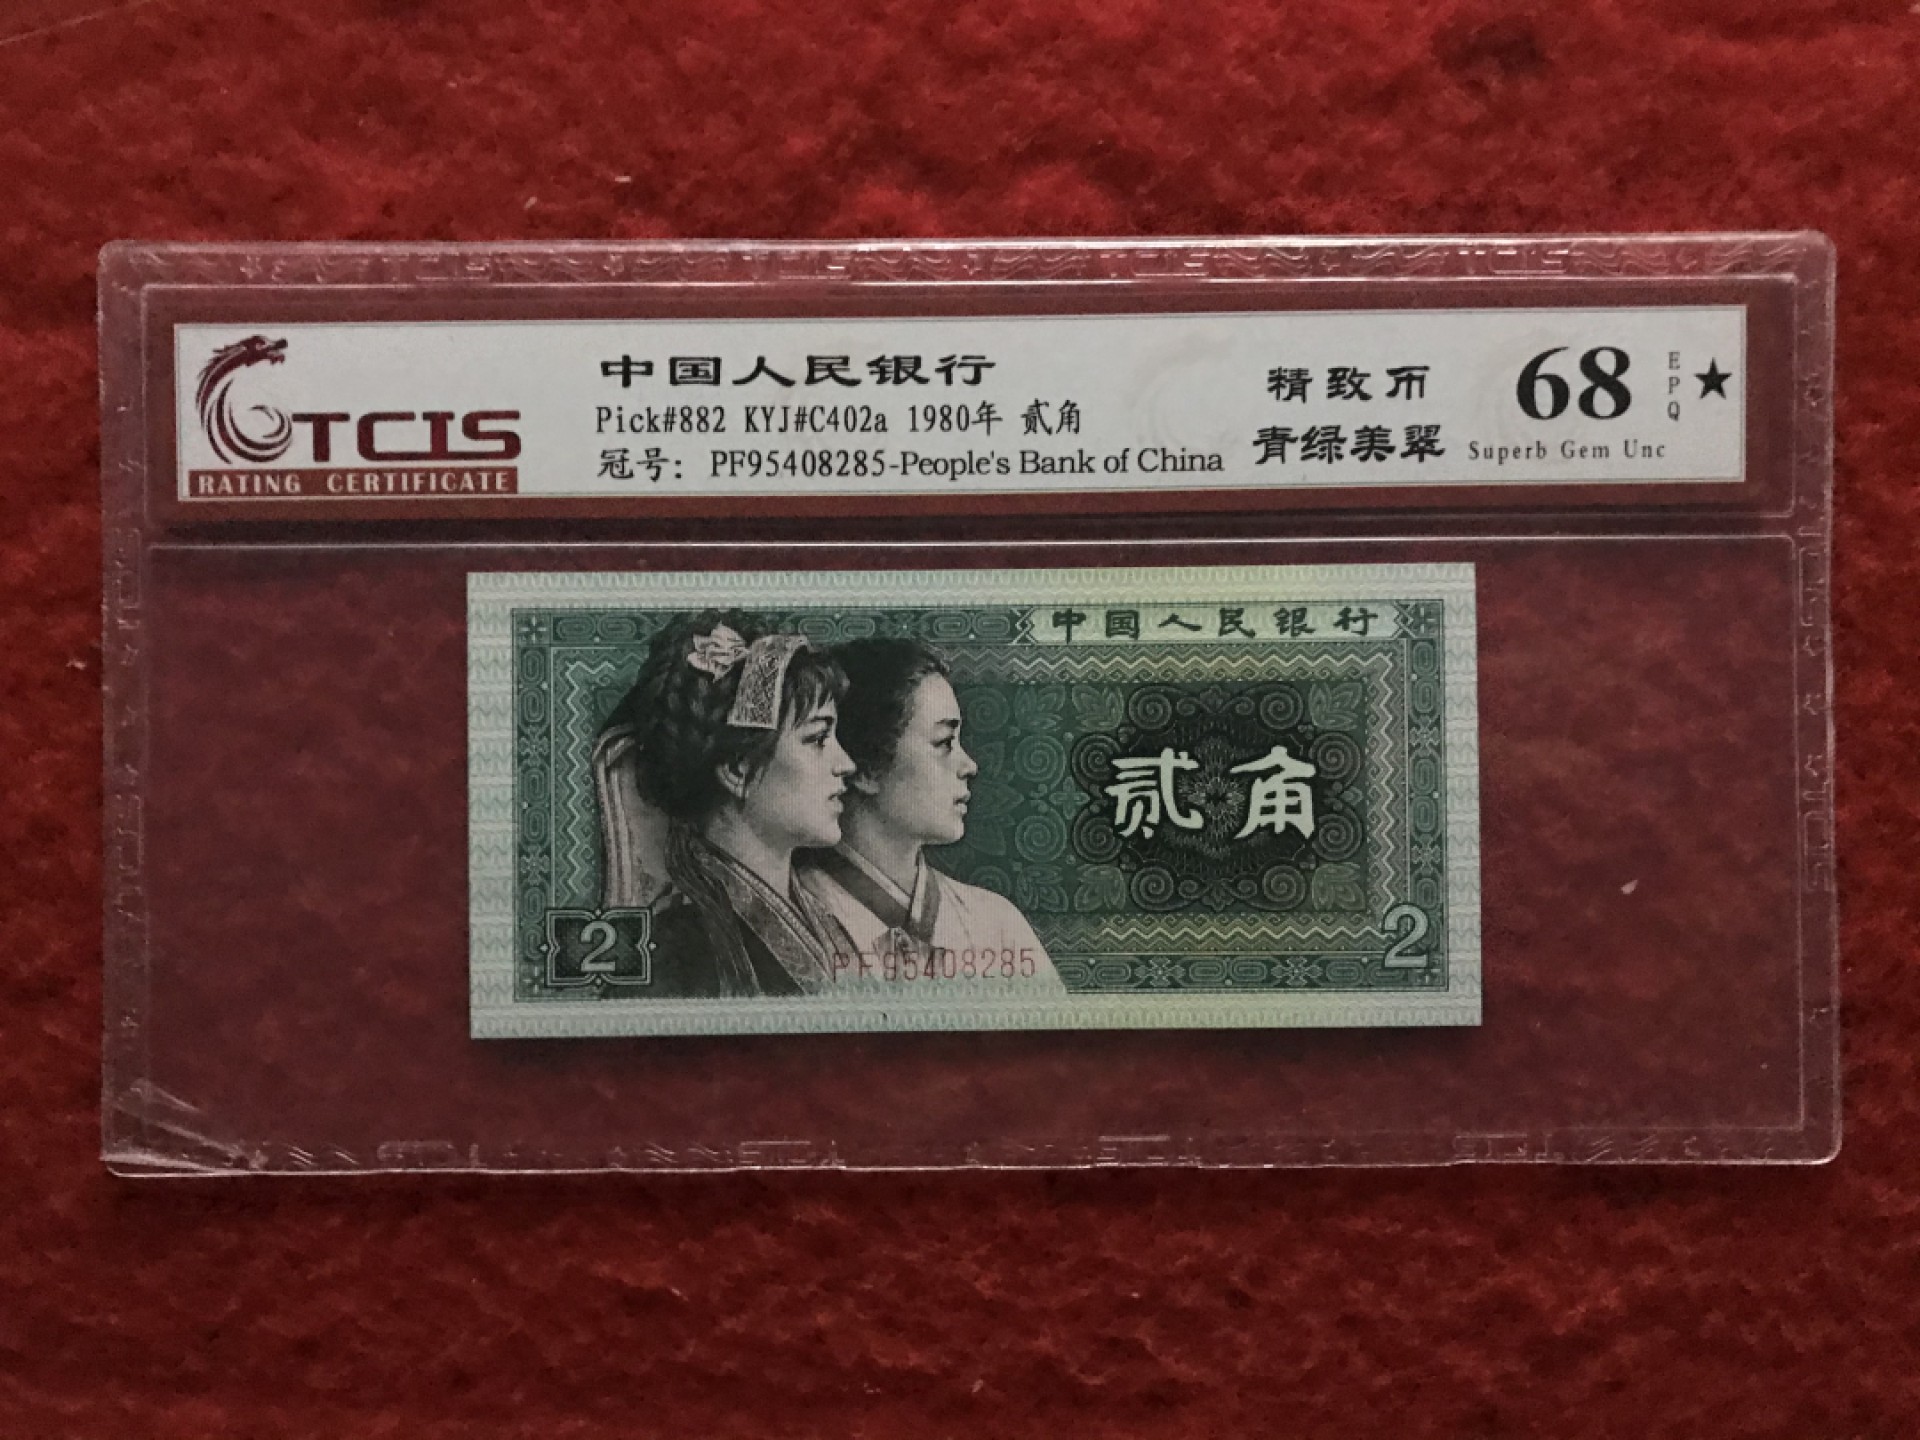 TCIS
RATING CERTIFICATE
中国人民银行
Pick#882 KYJ#C402a 1980年 贰角
冠号: PF95408285-People's Bank of China
精致币
青绿美翠
68
EPQ
★
Superb Gem Unc
中国人民银行
贰角
2
PF95408285
2